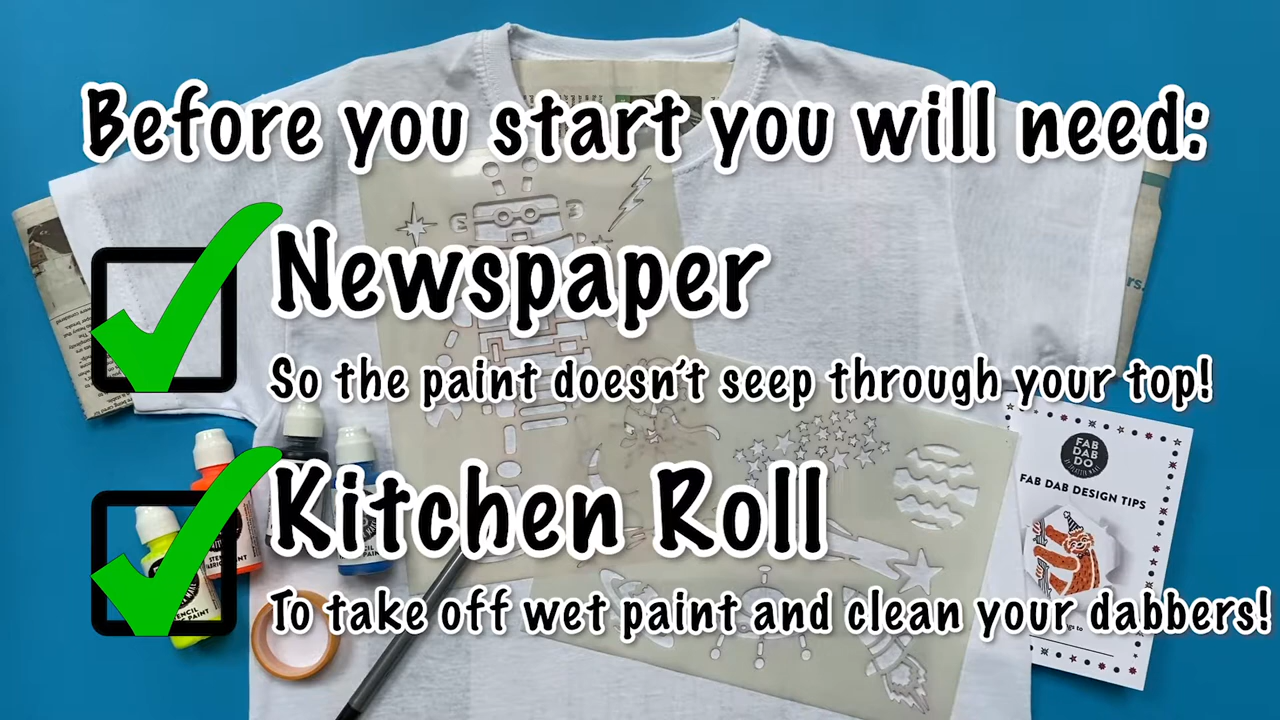 Before you start you will need:
Newspaper
So the paint doesn't seep through your top!
Kitchen Roll
To take off wet paint and clean your dabbers!
FAB
DAB
DO
FAB DAB DESIGN TIPS